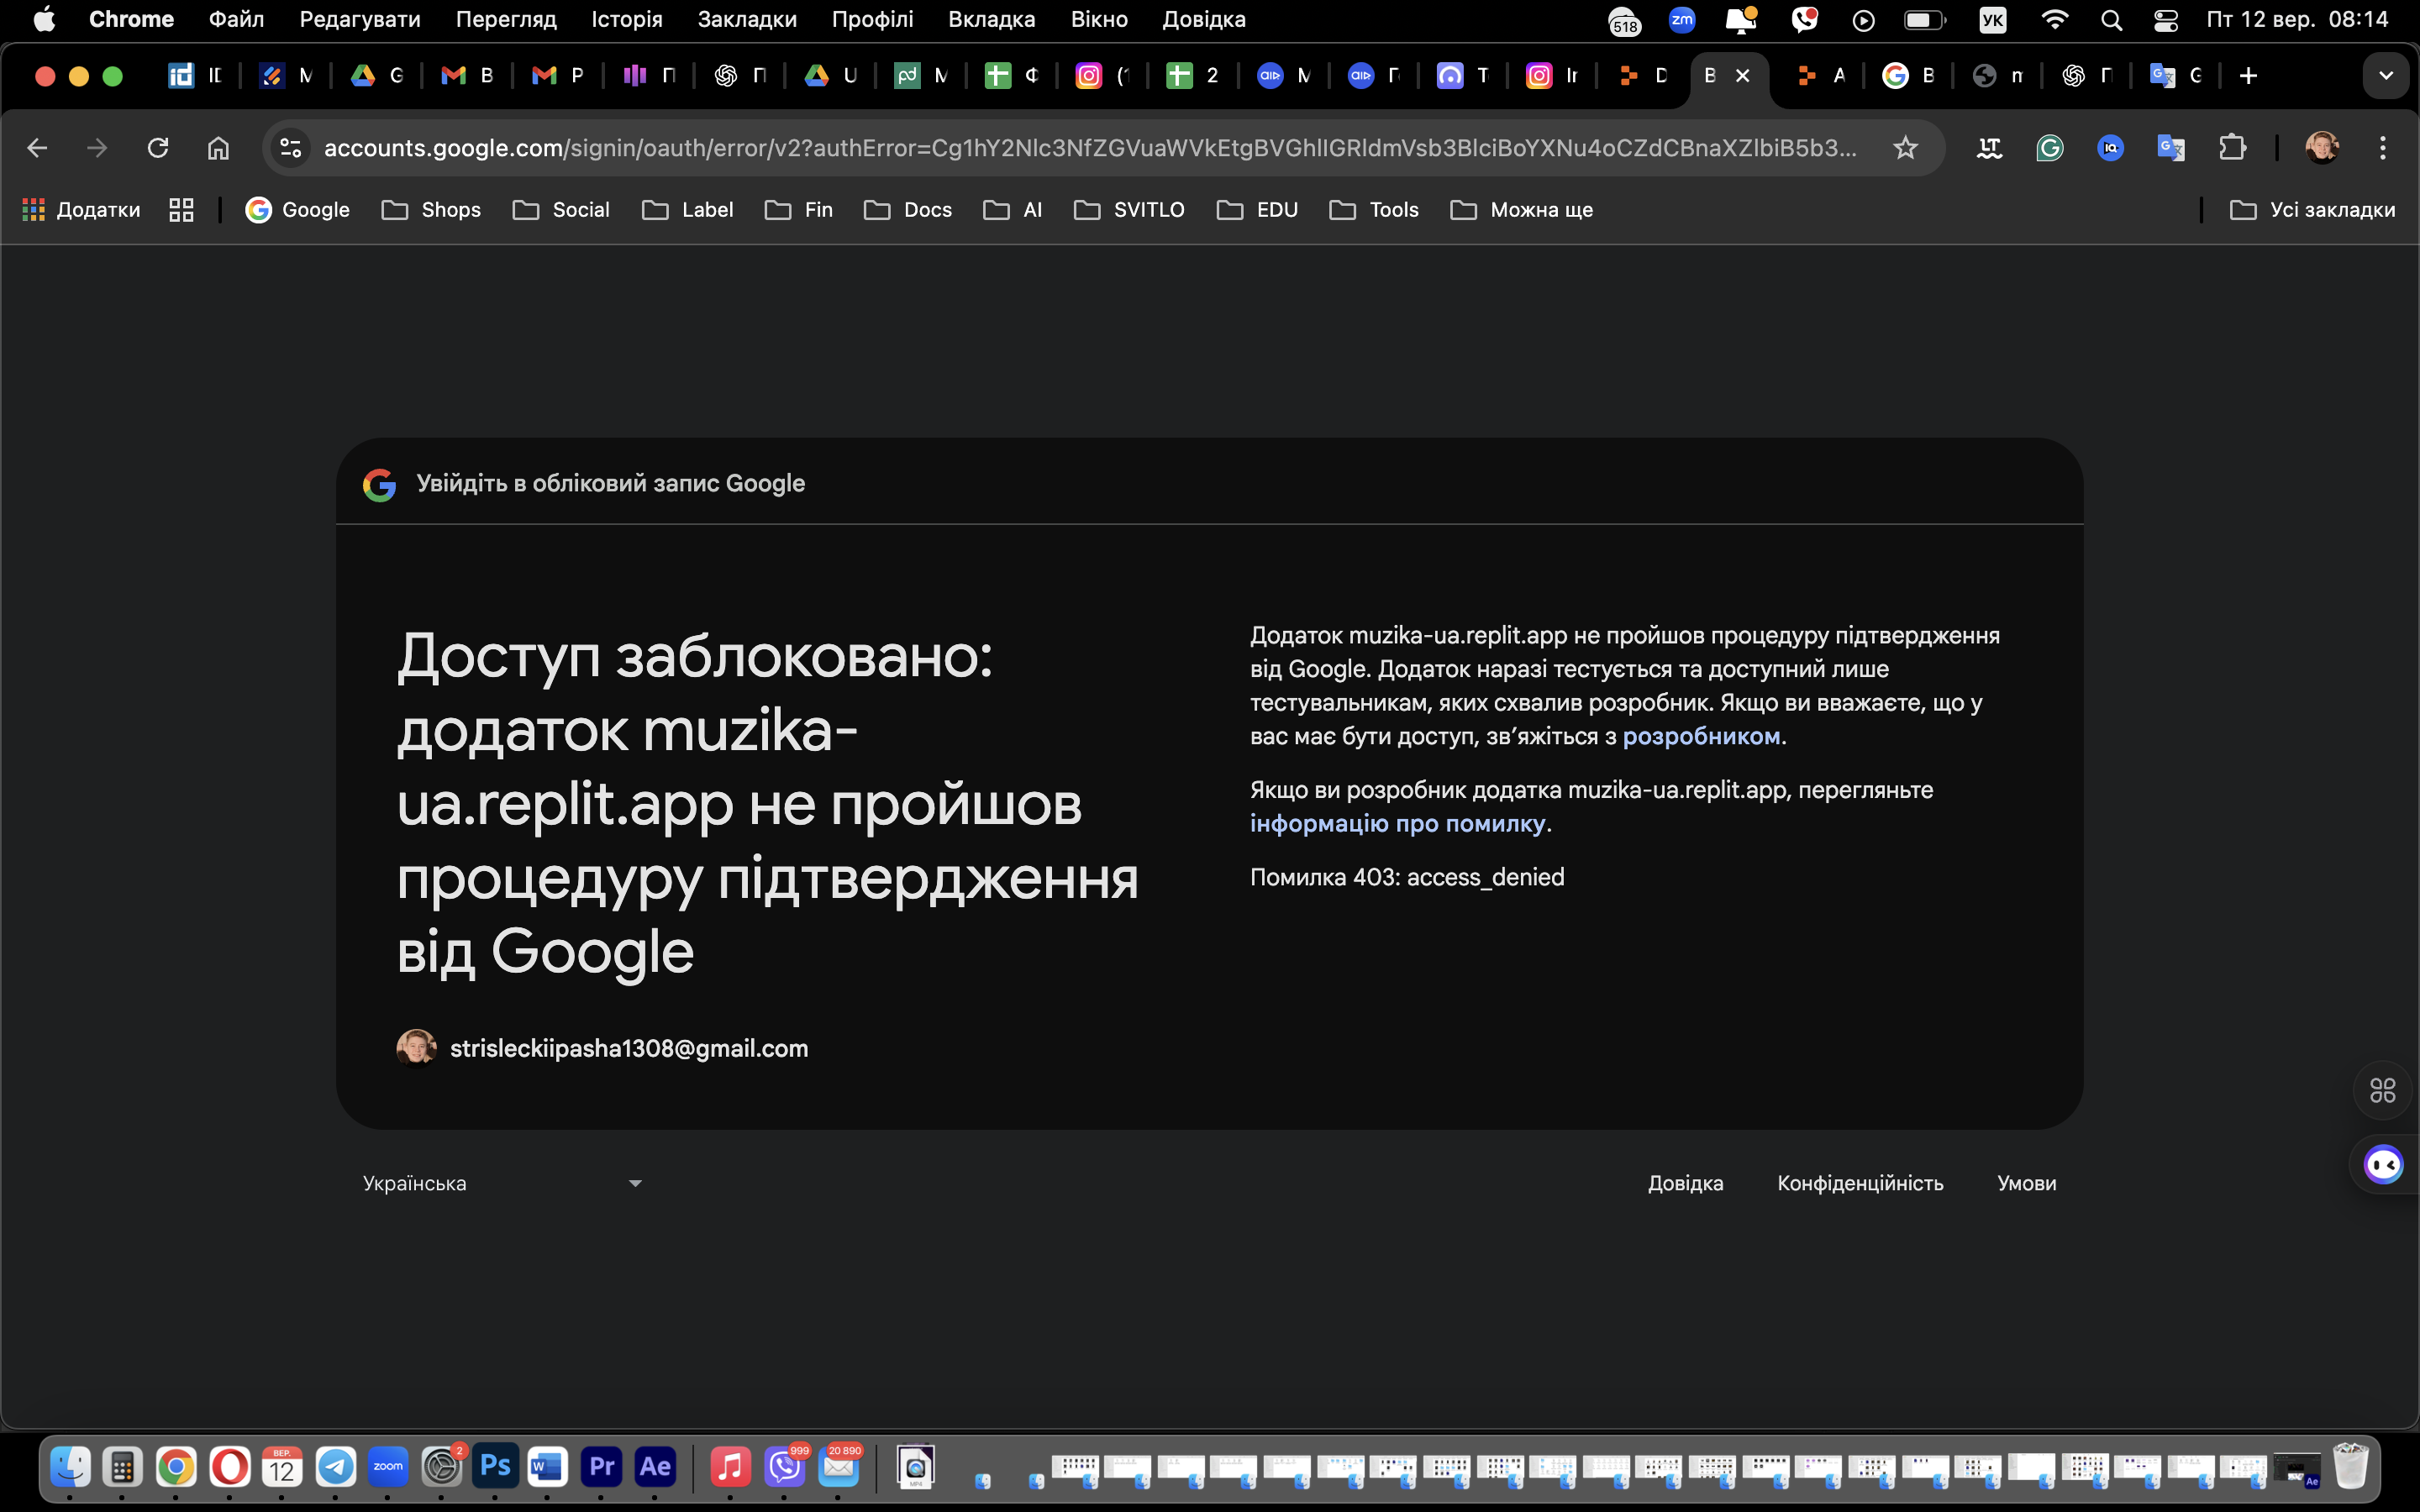 Chrome Файл Редагувати Перегляд Історія Закладки Профілі Вкладка Вікно Довідка 518 zm УК Пт 12 вер. 08:14
accounts.google.com/signin/oauth/error/v2?authError=Cg1hY2Nlc3NfZGVuaWVkEtgBVGhlIGRldmVsb3BlciBoYXNu4oCZdCBnaXZlbiB5b3...
Додатки Google Shops Social Label Fin Docs AI SVITLO EDU Tools Можна ще Усі закладки
Увійдіть в обліковий запис Google
Доступ заблоковано:
додаток muzika-
ua.replit.app не пройшов
процедуру підтвердження
від Google
strisleckiipasha1308@gmail.com
Додаток muzika-ua.replit.app не пройшов процедуру підтвердження
від Google. Додаток наразі тестується та доступний лише
тестувальникам, яких схвалив розробник. Якщо ви вважаєте, що у
вас має бути доступ, зв’яжіться з розробником.
Якщо ви розробник додатка muzika-ua.replit.app, перегляньте
інформацію про помилку.
Помилка 403: access_denied
Українська
Довідка Конфіденційність Умови
ВЕР. 12 zoom 2 Ps W Pr Ae 999 20 890 MP4 Ae